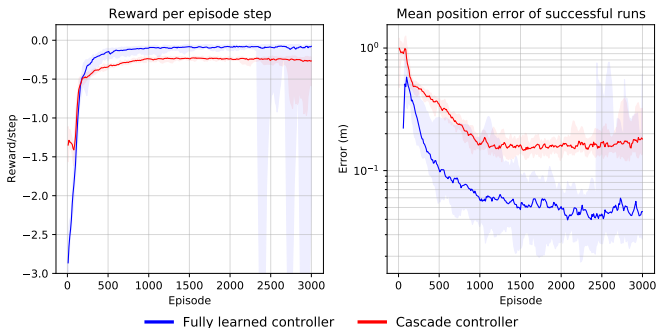 Reward per episode step
Mean position error of successful runs
Reward/step
0.0
−0.5
−1.0
−1.5
−2.0
−2.5
−3.0
0 500 1000 1500 2000 2500 3000
Episode
Error (m)
10⁰
10⁻¹
0 500 1000 1500 2000 2500 3000
Episode
Fully learned controller
Cascade controller